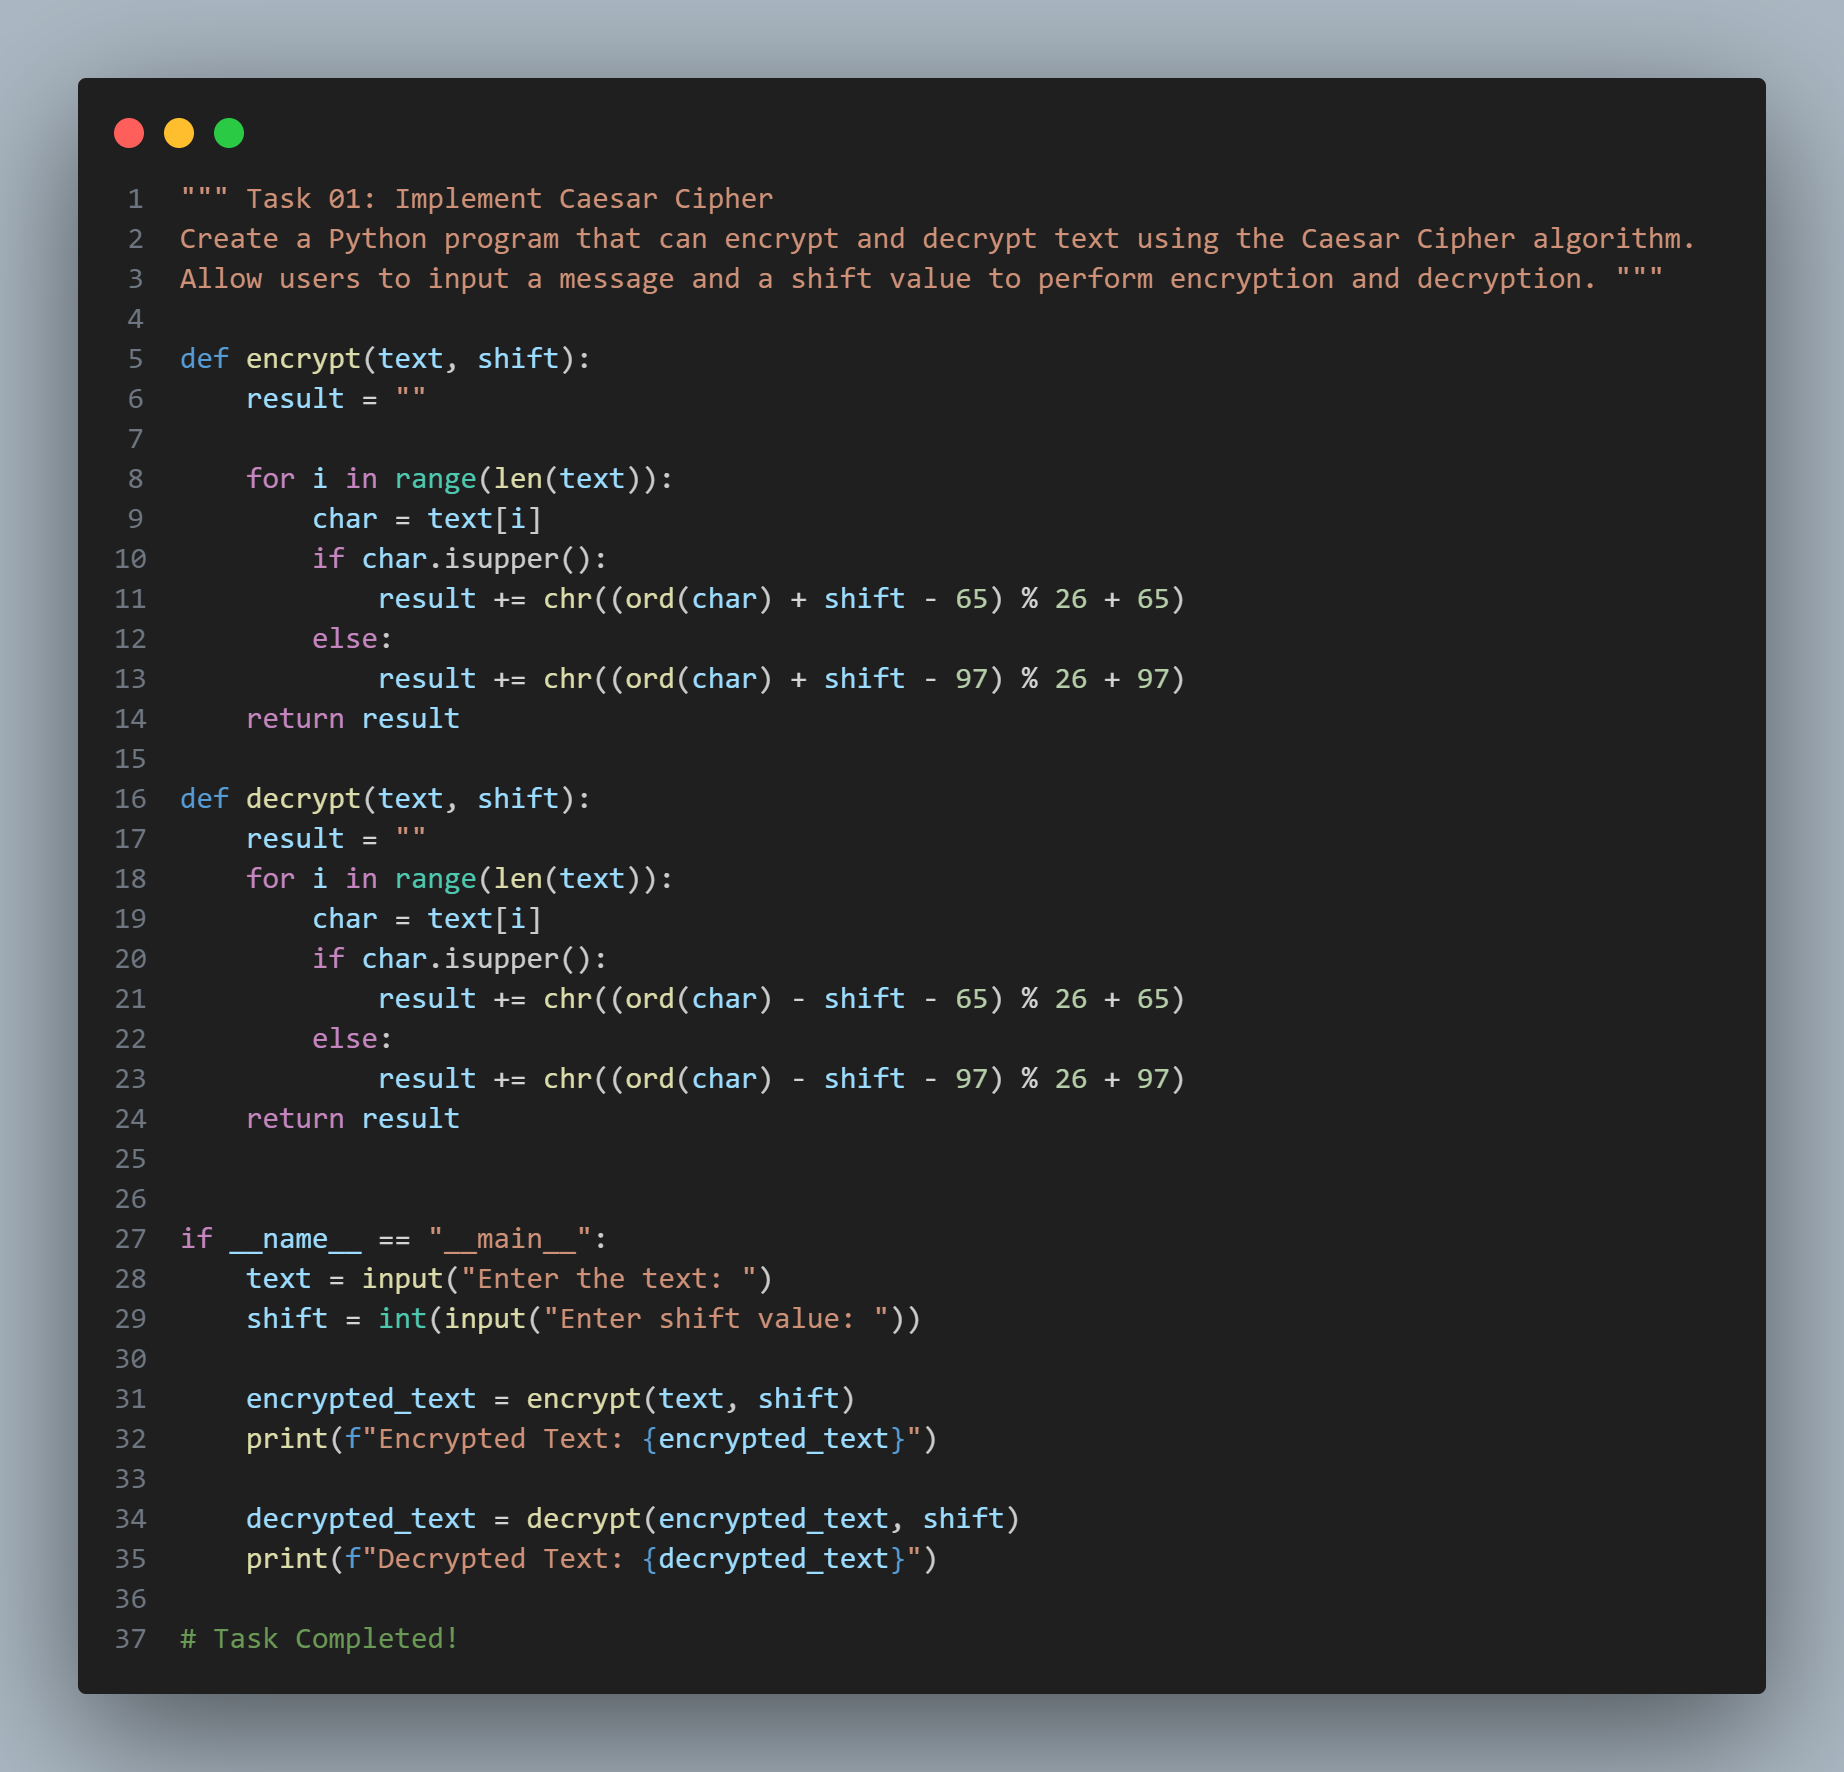 1 """ Task 01: Implement Caesar Cipher
2 Create a Python program that can encrypt and decrypt text using the Caesar Cipher algorithm.
3 Allow users to input a message and a shift value to perform encryption and decryption. """
4
5 def encrypt(text, shift):
6     result = ""
7
8     for i in range(len(text)):
9         char = text[i]
10         if char.isupper():
11             result += chr((ord(char) + shift - 65) % 26 + 65)
12         else:
13             result += chr((ord(char) + shift - 97) % 26 + 97)
14     return result
15
16 def decrypt(text, shift):
17     result = ""
18     for i in range(len(text)):
19         char = text[i]
20         if char.isupper():
21             result += chr((ord(char) - shift - 65) % 26 + 65)
22         else:
23             result += chr((ord(char) - shift - 97) % 26 + 97)
24     return result
25
26
27 if __name__ == "__main__":
28     text = input("Enter the text: ")
29     shift = int(input("Enter shift value: "))
30
31     encrypted_text = encrypt(text, shift)
32     print(f"Encrypted Text: {encrypted_text}")
33
34     decrypted_text = decrypt(encrypted_text, shift)
35     print(f"Decrypted Text: {decrypted_text}")
36
37 # Task Completed!